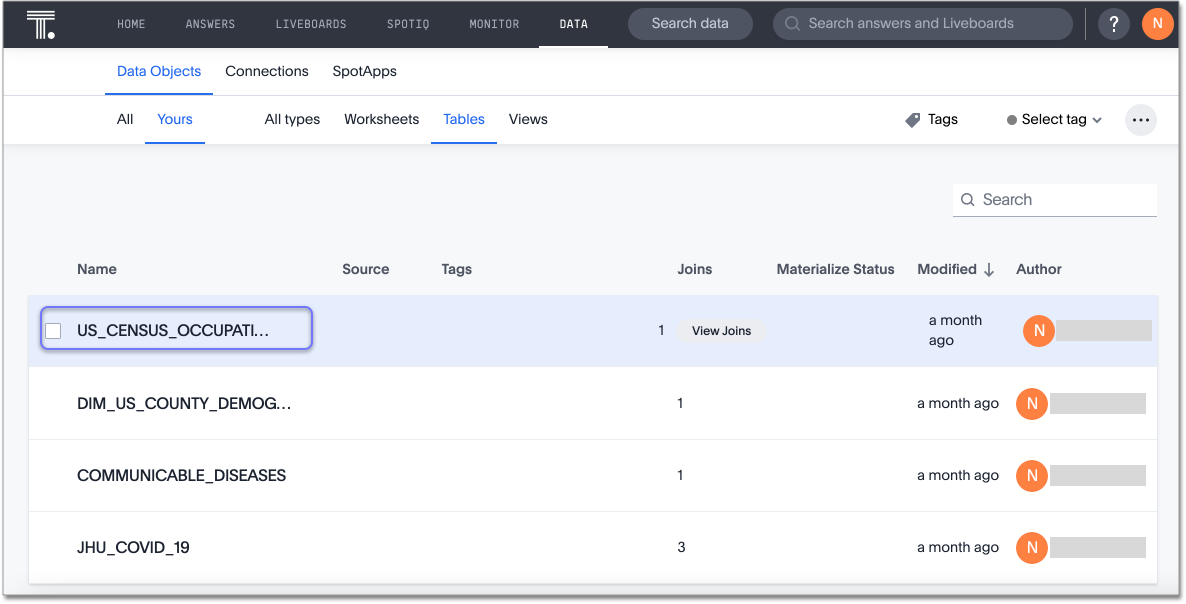 HOME ANSWERS LIVEBOARDS SPOTIQ MONITOR DATA Search data Search answers and Liveboards ? N
Data Objects Connections SpotApps
All Yours All types Worksheets Tables Views Tags Select tag
Search
Name Source Tags Joins Materialize Status Modified Author
US_CENSUS_OCCUPATI... 1 View Joins a month ago N
DIM_US_COUNTY_DEMOG... 1 a month ago N
COMMUNICABLE_DISEASES 1 a month ago N
JHU_COVID_19 3 a month ago N